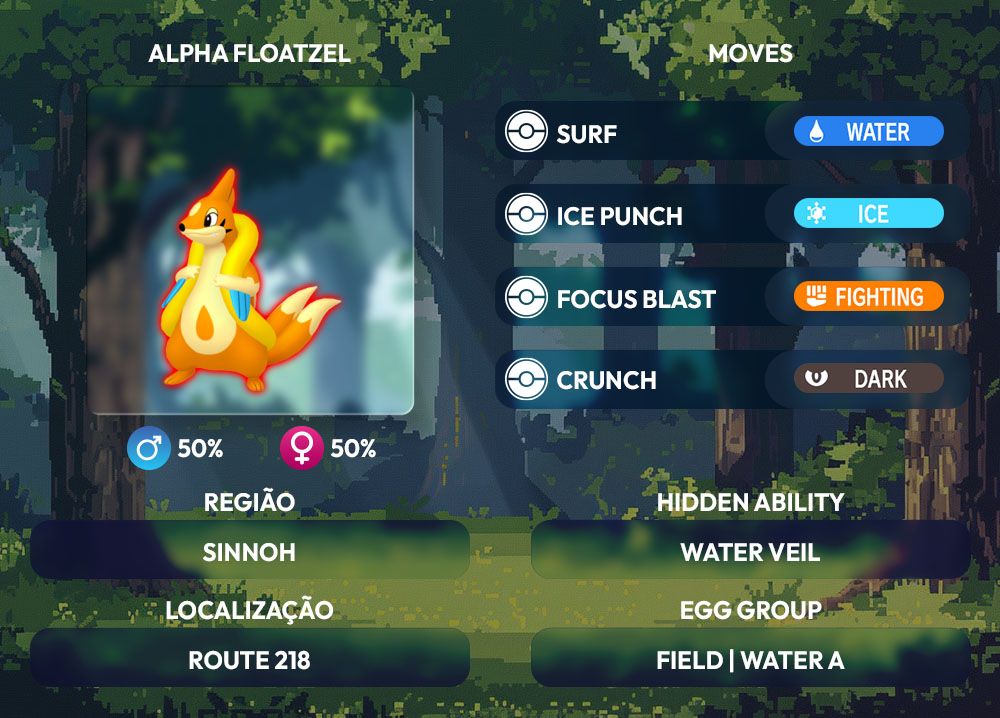 ALPHA FLOATZEL
♂ 50% ♀ 50%
REGIÃO
SINNOH
LOCALIZAÇÃO
ROUTE 218
MOVES
SURF WATER
ICE PUNCH ICE
FOCUS BLAST FIGHTING
CRUNCH DARK
HIDDEN ABILITY
WATER VEIL
EGG GROUP
FIELD | WATER A